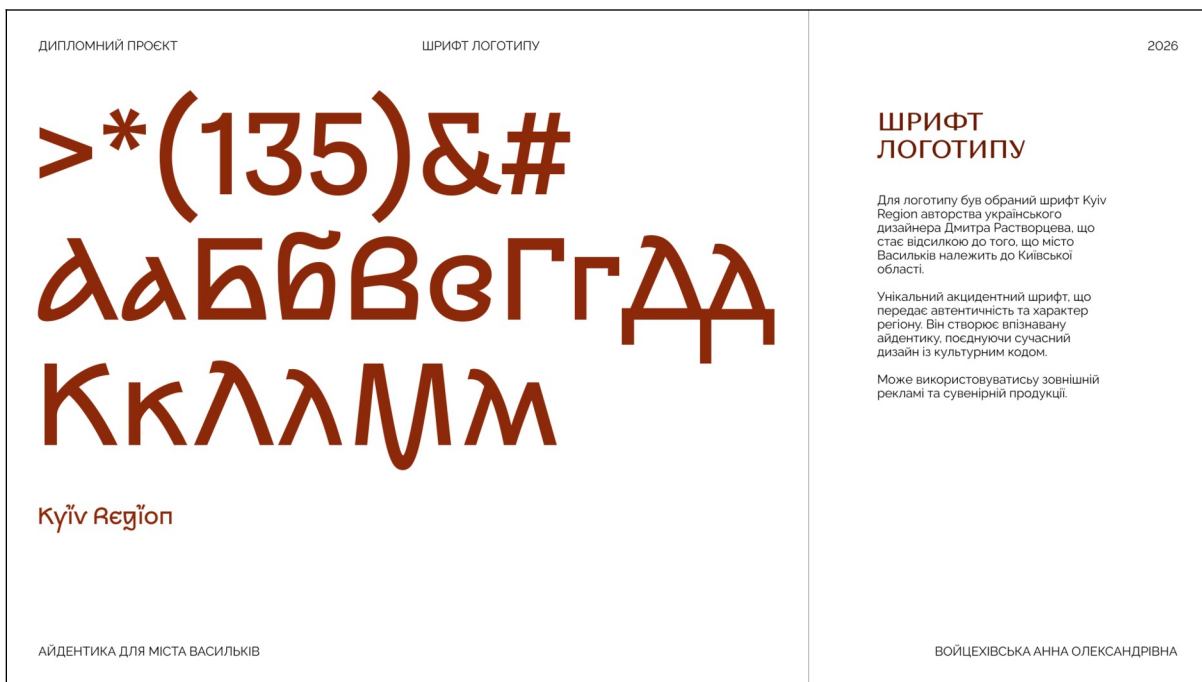 ДИПЛОМНИЙ ПРОЄКТ
ШРИФТ ЛОГОТИПУ
2026
>*(135)&#
АаБбВвГгДд
КкЛлМм
Kyïv Region
ШРИФТ
ЛОГОТИПУ
Для логотипу був обраний шрифт Kyiv
Region авторства українського
дизайнера Дмитра Растворцева, що
стає відсилкою до того, що місто
Васильків належить до Київської
області.
Унікальний акцидентний шрифт, що
передає автентичність та характер
регіону. Він створює впізнавану
айдентику, поєднуючи сучасний
дизайн із культурним кодом.
Може використовуватисьу зовнішній
рекламі та сувенірній продукції.
АЙДЕНТИКА ДЛЯ МІСТА ВАСИЛЬКІВ
ВОЙЦЕХІВСЬКА АННА ОЛЕКСАНДРІВНА